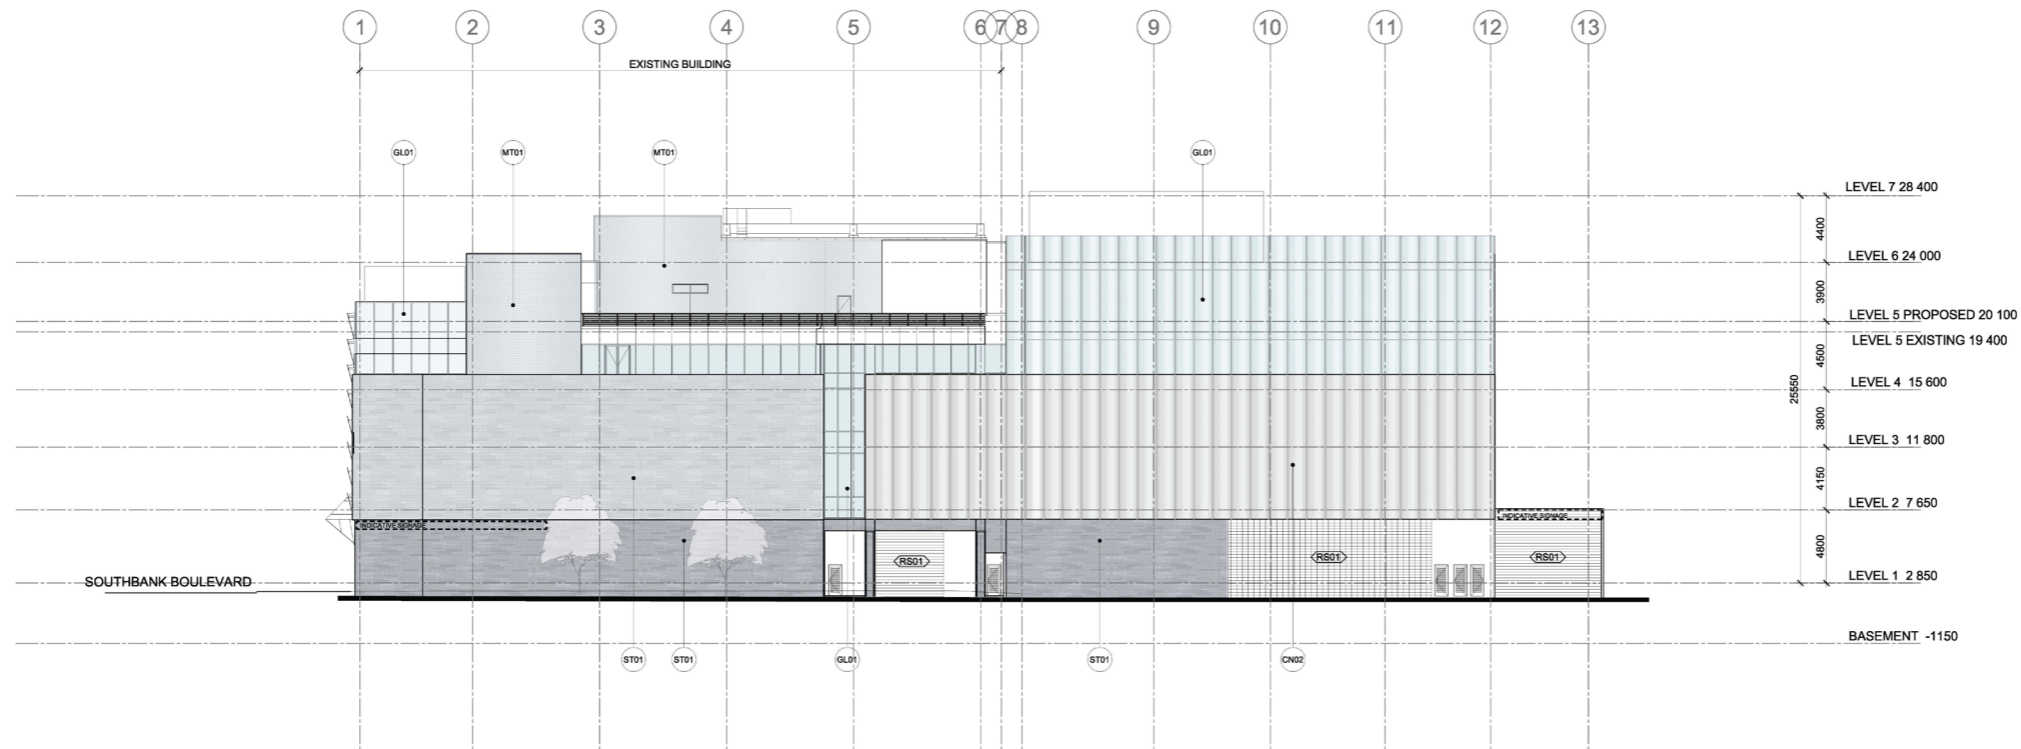 1 2 3 4 5 6 7 8 9 10 11 12 13
EXISTING BUILDING
GL01 MT01 MT01 GL01
LEVEL 7 28 400
4400
LEVEL 6 24 000
3900
LEVEL 5 PROPOSED 20 100
LEVEL 5 EXISTING 19 400
4500
25550
LEVEL 4 15 600
3800
LEVEL 3 11 800
4150
LEVEL 2 7 650
INDICATIVE SIGNAGE
INDICATIVE SIGNAGE
4800
RS01 RS01 RS01
SOUTHBANK BOULEVARD
LEVEL 1 2 850
BASEMENT -1150
ST01 ST01 GL01 ST01 CN02